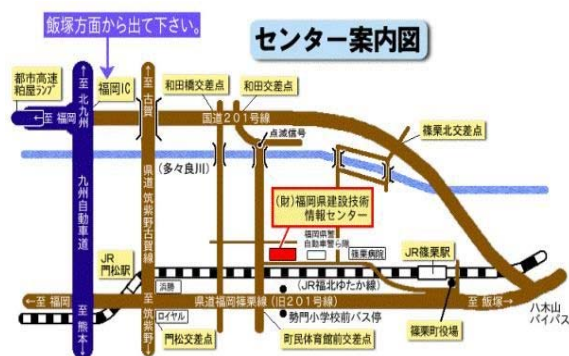 飯塚方面から出て下さい。
センター案内図
都市高速
粕屋ランプ
←至 福岡
←至 北九州
福岡IC
←至 古賀
和田橋交差点
和田交差点
国道201号線
点滅信号
篠栗北交差点
(多々良川)
九州自動車道
県道 筑紫野古賀線
(財)福岡県建設技術
情報センター
福岡県警
自動車警ら隊
篠栗病院
JR篠栗駅
JR
門松駅
浜勝
(JR福北ゆたか線)
←至 福岡
県道福岡篠栗線(旧201号線)
至 飯塚→
八木山
バイパス
至 熊本→
至 筑紫野→
ロイヤル
門松交差点
勢門小学校前バス停
町民体育館前交差点
篠栗町役場